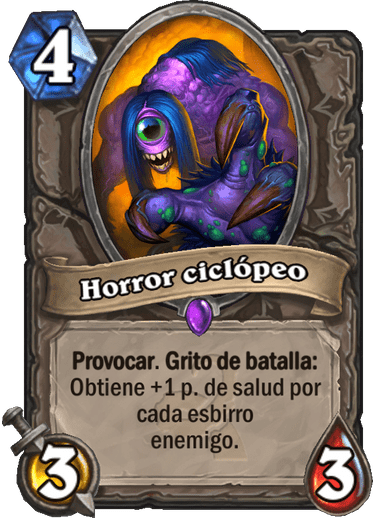 4
Horror ciclópeo
Provocar. Grito de batalla:
Obtiene +1 p. de salud por
cada esbirro
enemigo.
3
3